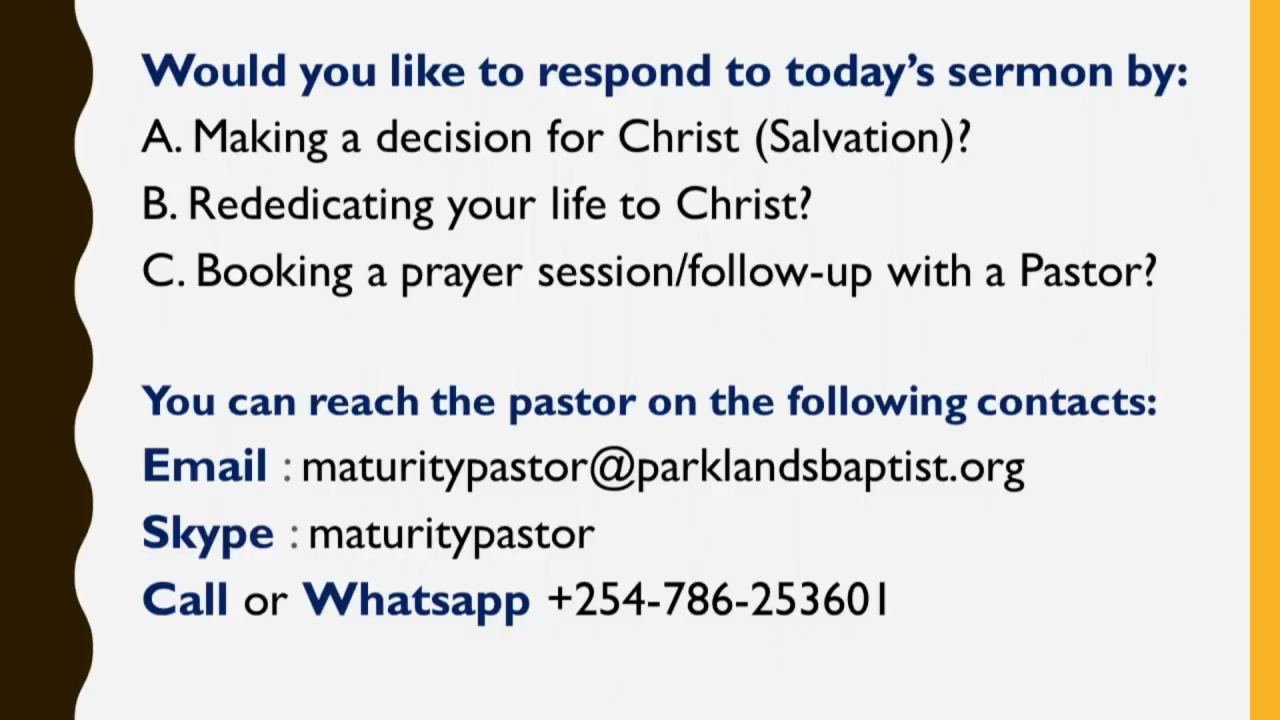 Would you like to respond to today's sermon by:
A. Making a decision for Christ (Salvation)?
B. Rededicating your life to Christ?
C. Booking a prayer session/follow-up with a Pastor?
You can reach the pastor on the following contacts:
Email : maturitypastor@parklandsbaptist.org
Skype : maturitypastor
Call or Whatsapp +254-786-253601